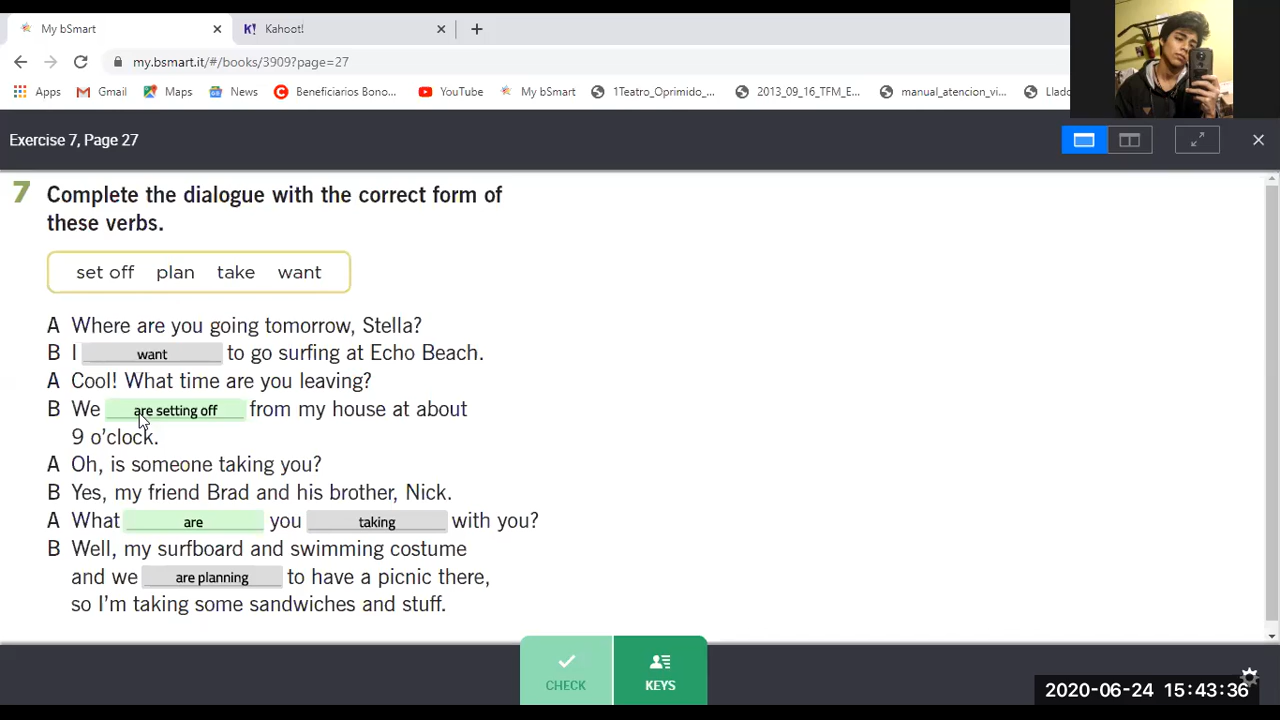 My bSmart
Kahoot!
my.bsmart.it/#/books/3909?page=27
Apps Gmail Maps News Beneficiarios Bono... YouTube My bSmart 1Teatro_Oprimido_... 2013_09_16_TFM_E... manual_atencion_vi... Llado
Exercise 7, Page 27
7 Complete the dialogue with the correct form of
these verbs.
set off plan take want
A Where are you going tomorrow, Stella?
B I want to go surfing at Echo Beach.
A Cool! What time are you leaving?
B We are setting off from my house at about
9 o'clock.
A Oh, is someone taking you?
B Yes, my friend Brad and his brother, Nick.
A What are you taking with you?
B Well, my surfboard and swimming costume
and we are planning to have a picnic there,
so I'm taking some sandwiches and stuff.
CHECK
KEYS
2020-06-24 15:43:36